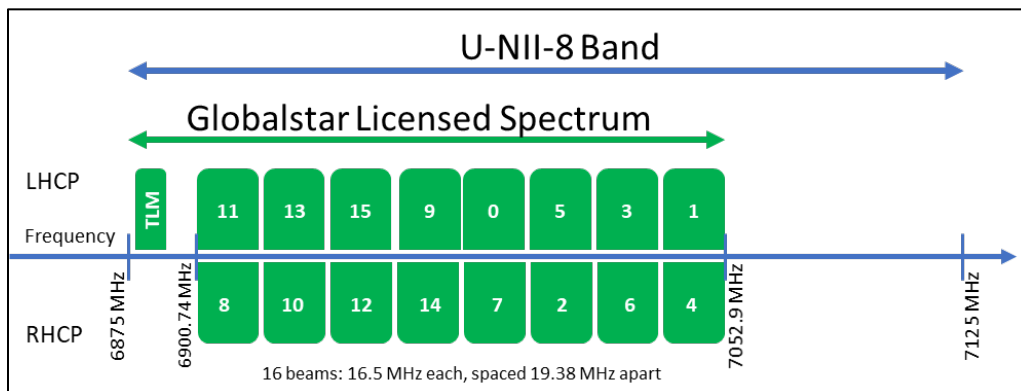 U-NII-8 Band
Globalstar Licensed Spectrum
LHCP
TLM
11 13 15 9 0 5 3 1
Frequency
6875 MHz
6900.74 MHz
7052.9 MHz
7125 MHz
8 10 12 14 7 2 6 4
RHCP
16 beams: 16.5 MHz each, spaced 19.38 MHz apart